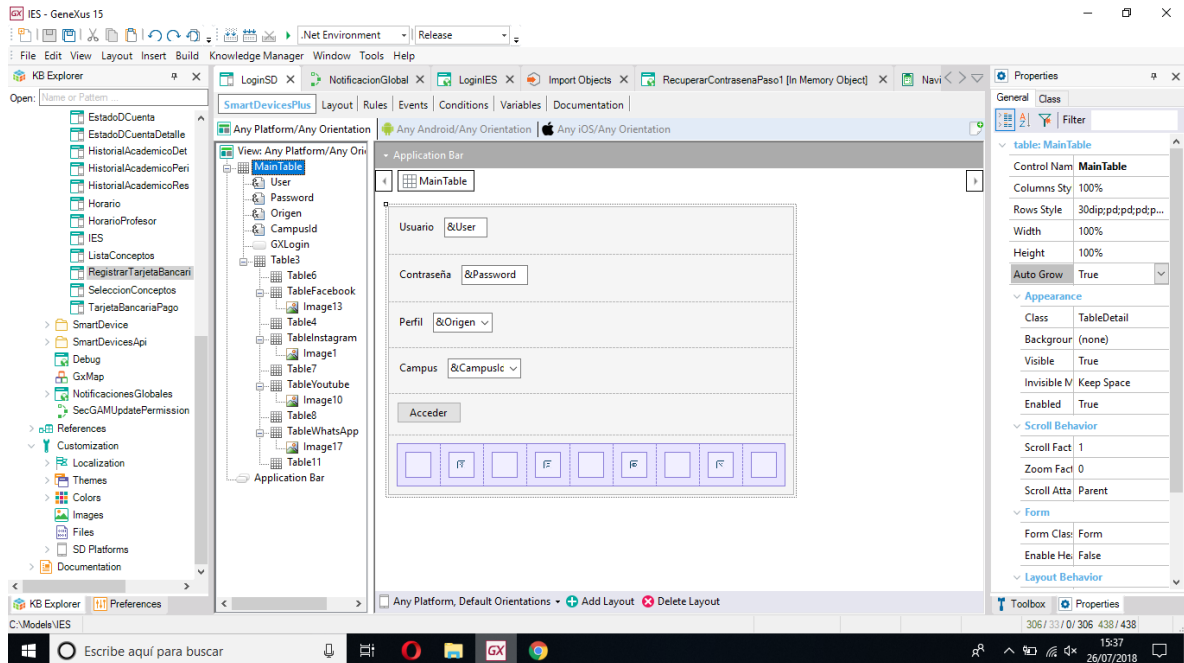 IES - GeneXus 15
.Net Environment Release
File Edit View Layout Insert Build Knowledge Manager Window Tools Help
KB Explorer
Open: Name or Pattern ...
EstadoDCuenta
EstadoDCuentaDetalle
HistorialAcademicoDet
HistorialAcademicoPeri
HistorialAcademicoRes
Horario
HorarioProfesor
IES
ListaConceptos
RegistrarTarjetaBancari
SeleccionConceptos
TarjetaBancariaPago
SmartDevice
SmartDevicesApi
Debug
GxMap
NotificacionesGlobales
SecGAMUpdatePermission
References
Customization
Localization
Themes
Colors
Images
Files
SD Platforms
Documentation
KB Explorer Preferences
LoginSD NotificacionGlobal LoginIES Import Objects RecuperarContrasenaPaso1 [In Memory Object] Navi
SmartDevicesPlus Layout Rules Events Conditions Variables Documentation
Any Platform/Any Orientation Any Android/Any Orientation Any iOS/Any Orientation
View: Any Platform/Any Orie
MainTable
User
Password
Origen
CampusId
GXLogin
Table3
Table6
TableFacebook
Image13
Table4
TableInstagram
Image1
Table7
TableYoutube
Image10
Table8
TableWhatsApp
Image17
Table11
Application Bar
Application Bar
MainTable
Usuario &User
Contraseña &Password
Perfil &Origen
Campus &CampusIc
Acceder
Any Platform, Default Orientations Add Layout Delete Layout
Properties
General Class
Filter
table: MainTable
Control Nam MainTable
Columns Sty 100%
Rows Style 30dip;pd;pd;pd;p...
Width 100%
Height 100%
Auto Grow True
Appearance
Class TableDetail
Backgrour (none)
Visible True
Invisible M Keep Space
Enabled True
Scroll Behavior
Scroll Fact 1
Zoom Fact 0
Scroll Atta Parent
Form
Form Clas: Form
Enable He: False
Layout Behavior
Toolbox Properties
C:\Models\IES
306/ 33/ 0/ 306 438/ 438
Escribe aquí para buscar
GX
15:37
26/07/2018